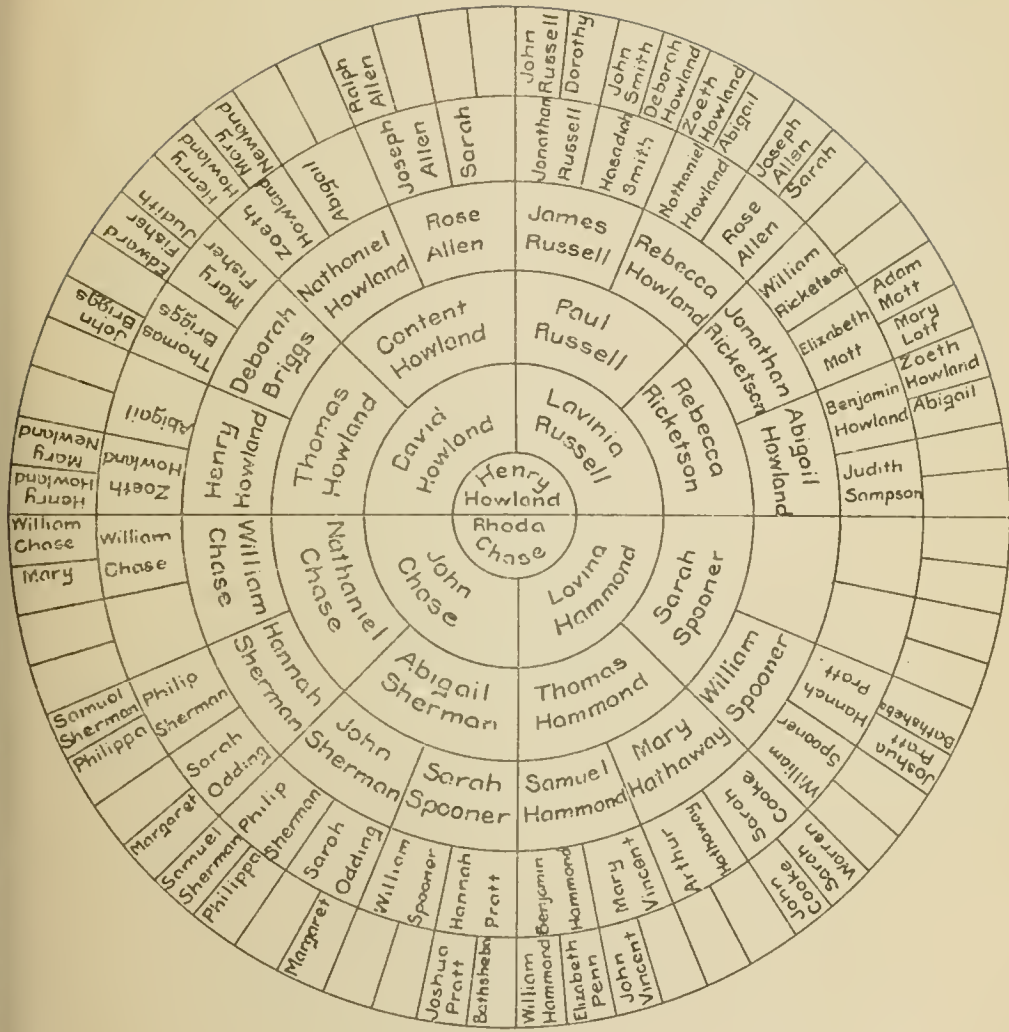 Henry
Howland
Rhoda
Chase
David
Howland
Lavinia
Russell
John
Chase
Lovina
Hammond
Thomas
Howland
Content
Howland
Paul
Russell
Rebecca
Ricketson
Nathaniel
Chase
Abigail
Sherman
Thomas
Hammond
Sarah
Spooner
Henry
Howland
Deborah
Briggs
Nathaniel
Howland
Rose
Allen
James
Russell
Rebecca
Howland
Jonathan
Ricketson
Abigail
Howland
William
Chase
Hannah
Sherman
John
Sherman
Sarah
Spooner
Samuel
Hammond
Mary
Hathaway
William
Spooner
Zoeth
Howland
Abigail
Thomas
Briggs
Mary
Fisher
Zoeth
Howland
Abigail
Joseph
Allen
Sarah
Jonathan
Russell
Hasadiah
Smith
Nathaniel
Howland
Rose
Allen
William
Ricketson
Elizabeth
Mott
Benjamin
Howland
Judith
Sampson
William
Chase
Philip
Sherman
Sarah
Odding
Philip
Sherman
Sarah
Odding
William
Spooner
Hannah
Pratt
Benjamin
Hammond
Mary
Vincent
Arthur
Hathaway
Sarah
Cooke
William
Spooner
Hannah
Pratt
Henry
Howland
Mary
Newland
John
Briggs
Edward
Fisher
Judith
Henry
Howland
Mary
Newland
Ralph
Allen
John
Russell
Dorothy
John
Smith
Deborah
Howland
Zoeth
Howland
Abigail
Joseph
Allen
Sarah
Adam
Mott
Mary
Lott
Zoeth
Howland
Abigail
William
Chase
Mary
Samuel
Sherman
Philippa
Margaret
Samuel
Sherman
Philippa
Margaret
Joshua
Pratt
Bathsheba
William
Hammond
Elizabeth
Penn
John
Vincent
John
Cooke
Sarah
Warren
Joshua
Pratt
Bathsheba